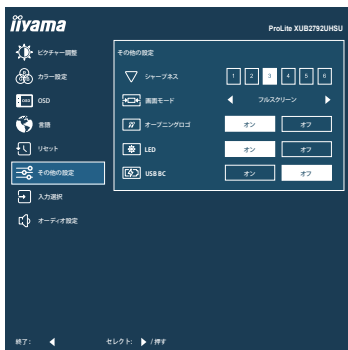 iiyama
ProLite XUB2792UHSU
ピクチャー調整
カラー設定
OSD OSD
言語
リセット
その他の設定
入力選択
オーディオ設定
その他の設定
シャープネス 1 2 3 4 5 6
画面モード フルスクリーン
オープニングロゴ オン オフ
LED オン オフ
USB BC オン オフ
終了: セレクト: / 押す